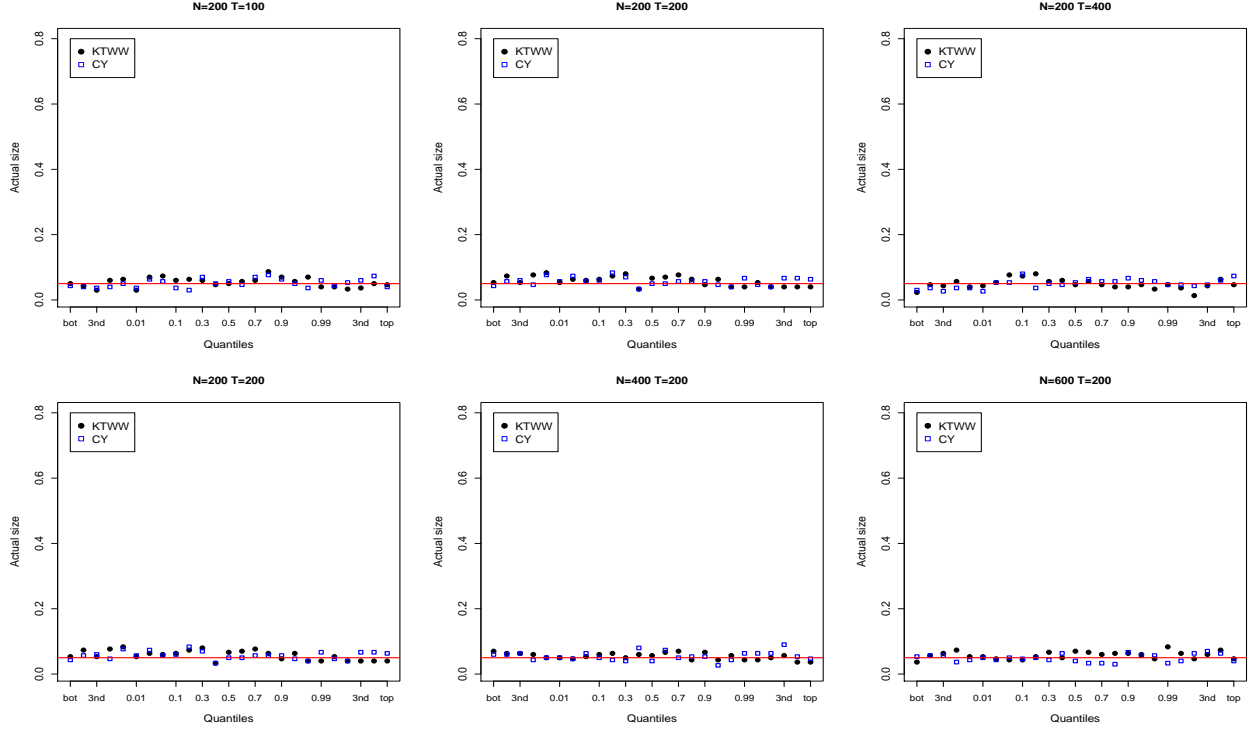 N=200 T=100
KTWW
CY
Actual size
0.0 0.2 0.4 0.6 0.8
bot 3nd 0.01 0.1 0.3 0.5 0.7 0.9 0.99 3nd top
Quantiles
N=200 T=200
KTWW
CY
Actual size
0.0 0.2 0.4 0.6 0.8
bot 3nd 0.01 0.1 0.3 0.5 0.7 0.9 0.99 3nd top
Quantiles
N=200 T=400
KTWW
CY
Actual size
0.0 0.2 0.4 0.6 0.8
bot 3nd 0.01 0.1 0.3 0.5 0.7 0.9 0.99 3nd top
Quantiles
N=200 T=200
KTWW
CY
Actual size
0.0 0.2 0.4 0.6 0.8
bot 3nd 0.01 0.1 0.3 0.5 0.7 0.9 0.99 3nd top
Quantiles
N=400 T=200
KTWW
CY
Actual size
0.0 0.2 0.4 0.6 0.8
bot 3nd 0.01 0.1 0.3 0.5 0.7 0.9 0.99 3nd top
Quantiles
N=600 T=200
KTWW
CY
Actual size
0.0 0.2 0.4 0.6 0.8
bot 3nd 0.01 0.1 0.3 0.5 0.7 0.9 0.99 3nd top
Quantiles